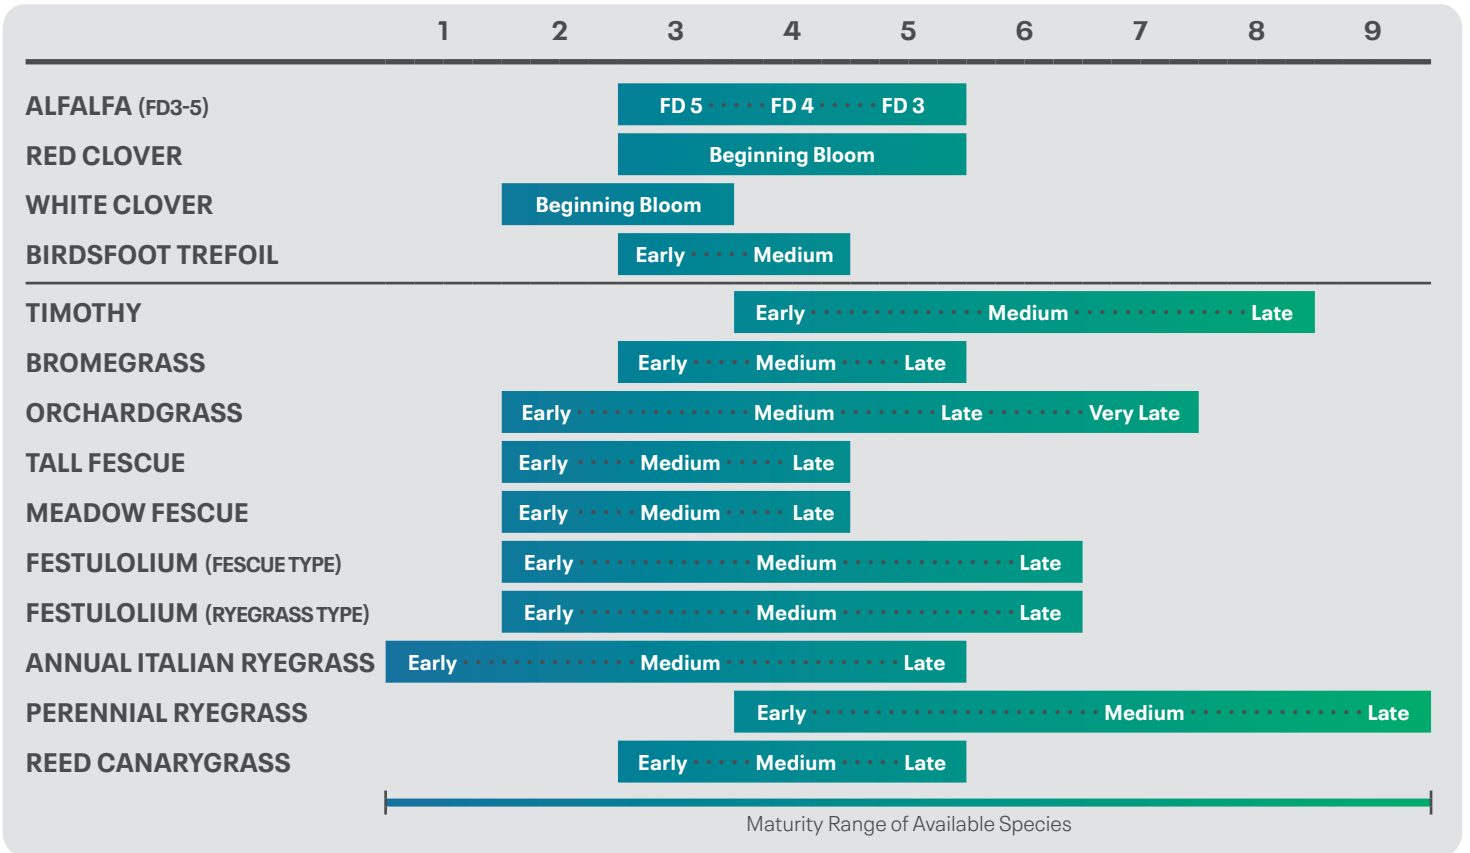 1 2 3 4 5 6 7 8 9
ALFALFA (FD3-5) FD 5 FD 4 FD 3
RED CLOVER Beginning Bloom
WHITE CLOVER Beginning Bloom
BIRDSFOOT TREFOIL Early Medium
TIMOTHY Early Medium Late
BROMEGRASS Early Medium Late
ORCHARDGRASS Early Medium Late Very Late
TALL FESCUE Early Medium Late
MEADOW FESCUE Early Medium Late
FESTULOLIUM (FESCUE TYPE) Early Medium Late
FESTULOLIUM (RYEGRASS TYPE) Early Medium Late
ANNUAL ITALIAN RYEGRASS Early Medium Late
PERENNIAL RYEGRASS Early Medium Late
REED CANARYGRASS Early Medium Late
Maturity Range of Available Species